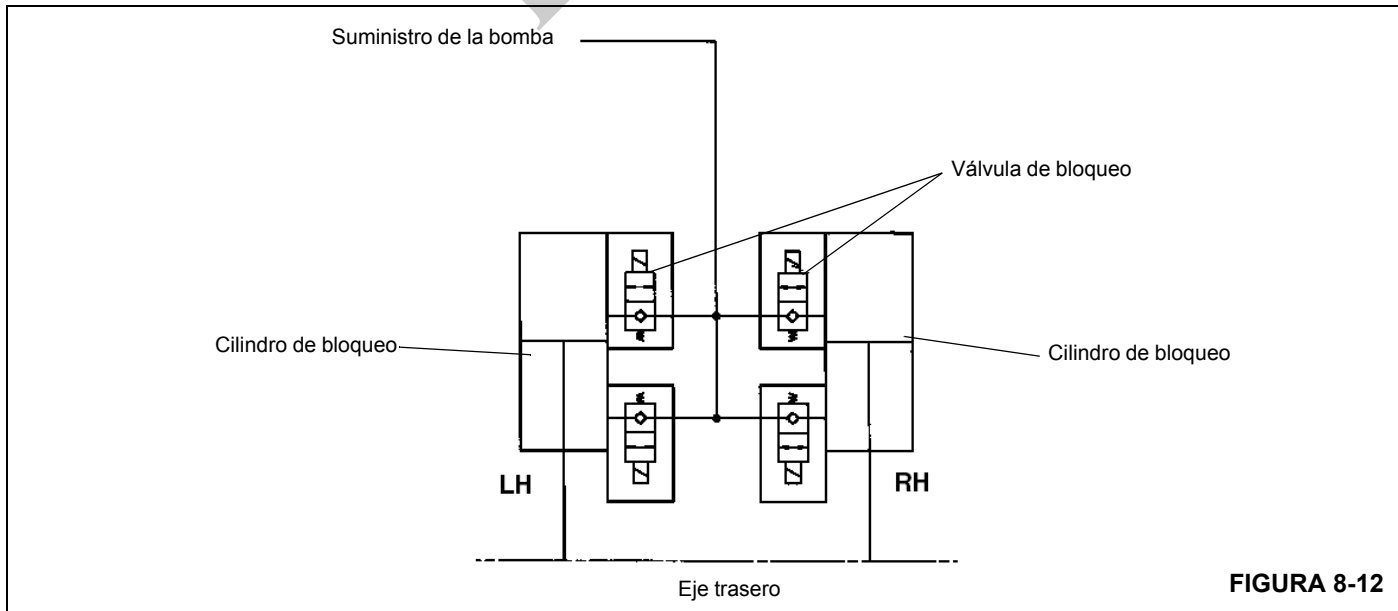 Suministro de la bomba
Válvula de bloqueo
Cilindro de bloqueo
Cilindro de bloqueo
LH
RH
Eje trasero
FIGURA 8-12